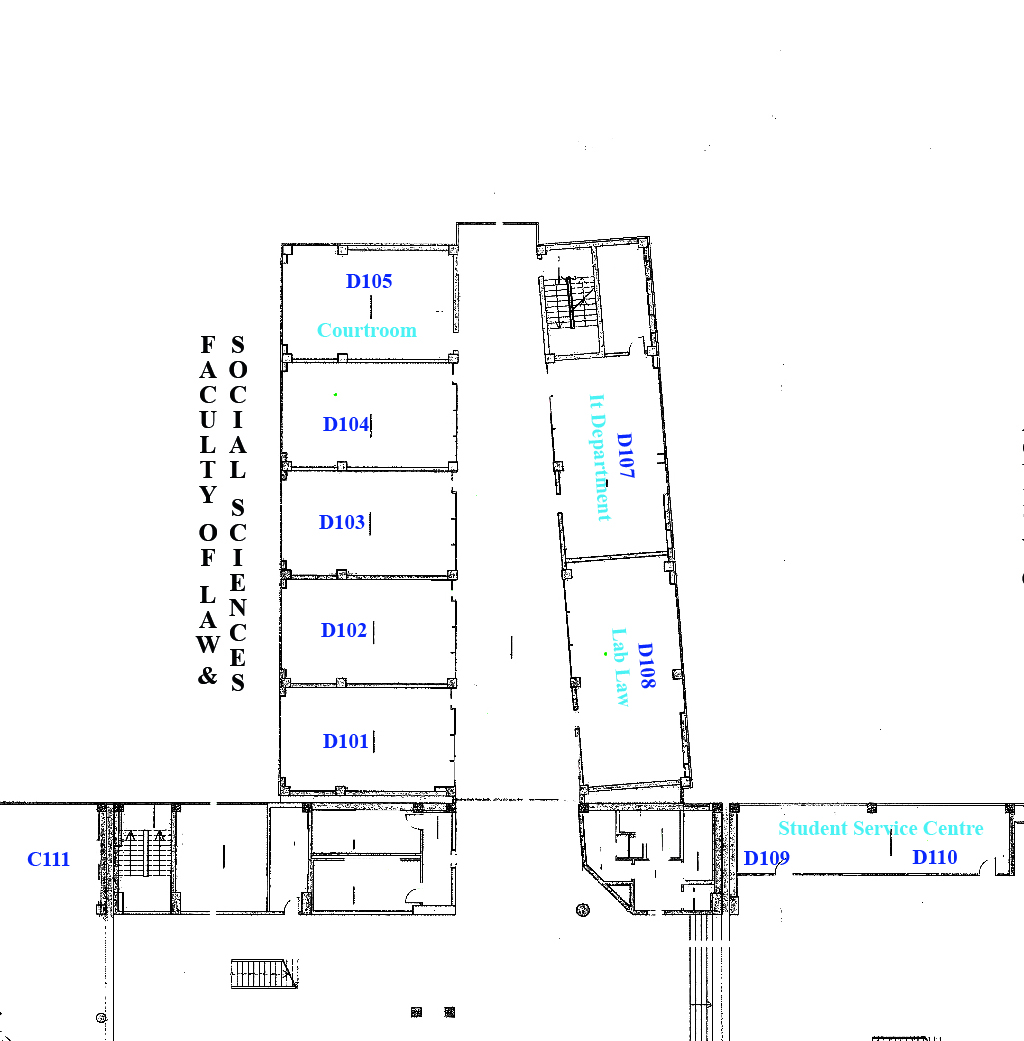 D105
Courtroom
FACULTY OF LAW &
SOCIAL SCIENCES
D104
It Department
D107
D103
D102
Lab Law
D108
D101
Student Service Centre
C111
D109
D110